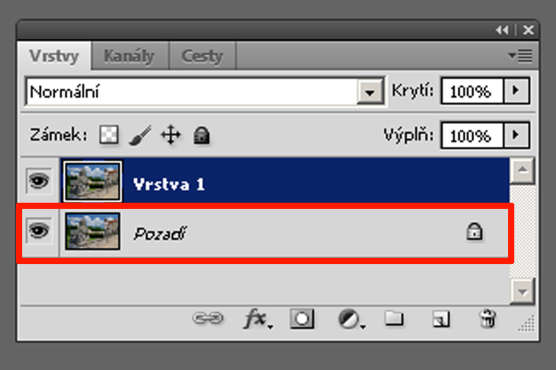 Vrstvy Kanály Cesty
Normální Krytí: 100%
Zámek: Výplň: 100%
Vrstva 1
Pozadí
fx.